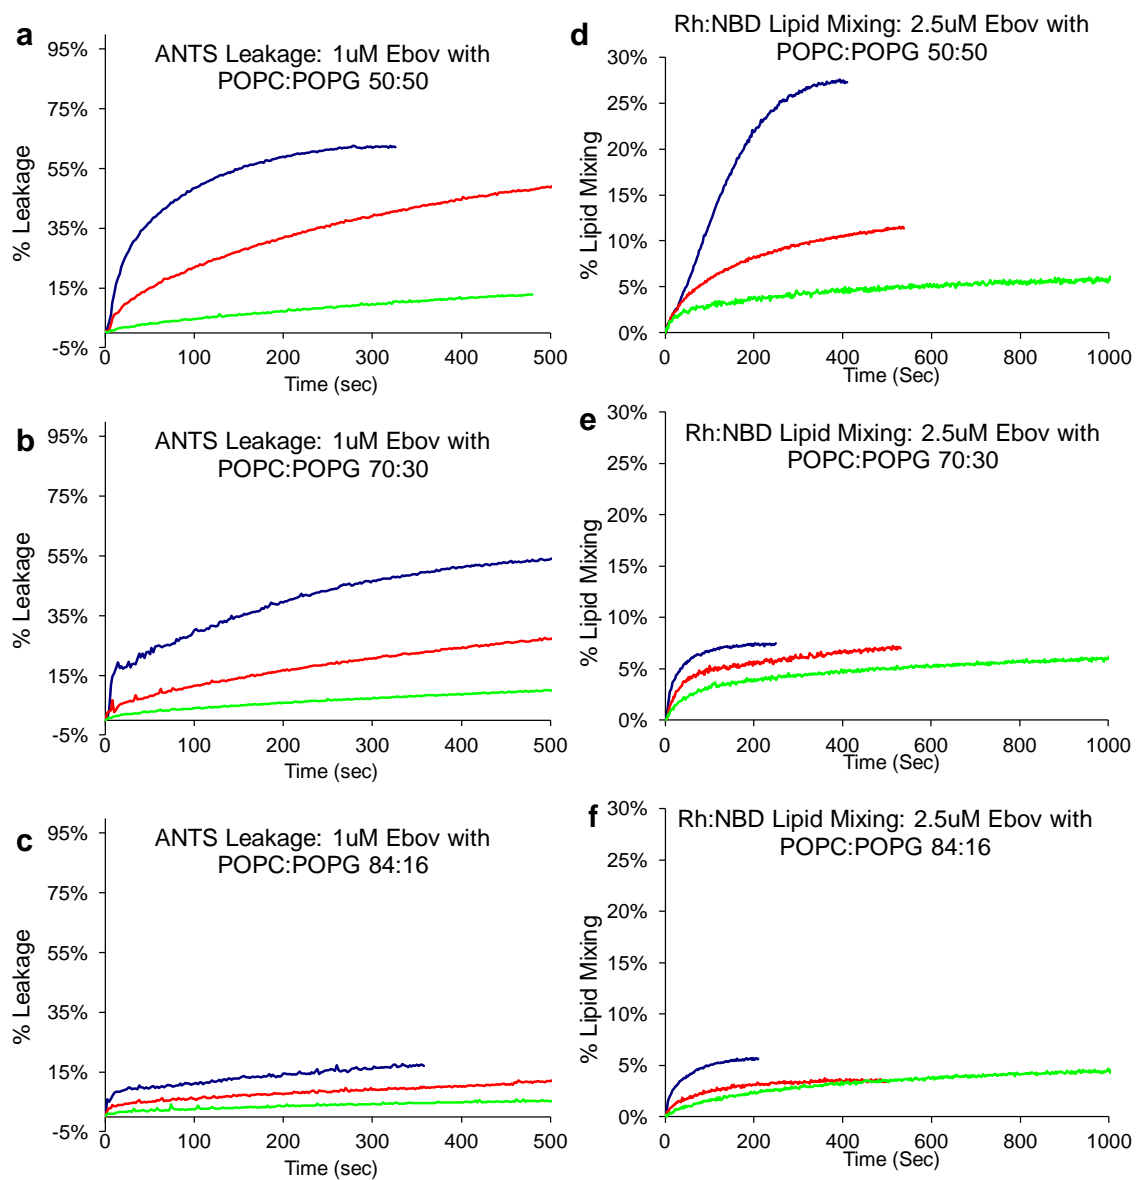 a
ANTS Leakage: 1uM Ebov with
POPC:POPG 50:50
% Leakage
95%
75%
55%
35%
15%
-5%
0 100 200 300 400 500
Time (sec)
d
Rh:NBD Lipid Mixing: 2.5uM Ebov with
POPC:POPG 50:50
% Lipid Mixing
30%
25%
20%
15%
10%
5%
0%
0 200 400 600 800 1000
Time (Sec)
b
ANTS Leakage: 1uM Ebov with
POPC:POPG 70:30
% Leakage
95%
75%
55%
35%
15%
-5%
0 100 200 300 400 500
Time (sec)
e
Rh:NBD Lipid Mixing: 2.5uM Ebov with
POPC:POPG 70:30
% Lipid Mixing
30%
25%
20%
15%
10%
5%
0%
0 200 400 600 800 1000
Time (Sec)
c
ANTS Leakage: 1uM Ebov with
POPC:POPG 84:16
% Leakage
95%
75%
55%
35%
15%
-5%
0 100 200 300 400 500
Time (sec)
f
Rh:NBD Lipid Mixing: 2.5uM Ebov with
POPC:POPG 84:16
% Lipid Mixing
30%
25%
20%
15%
10%
5%
0%
0 200 400 600 800 1000
Time (Sec)